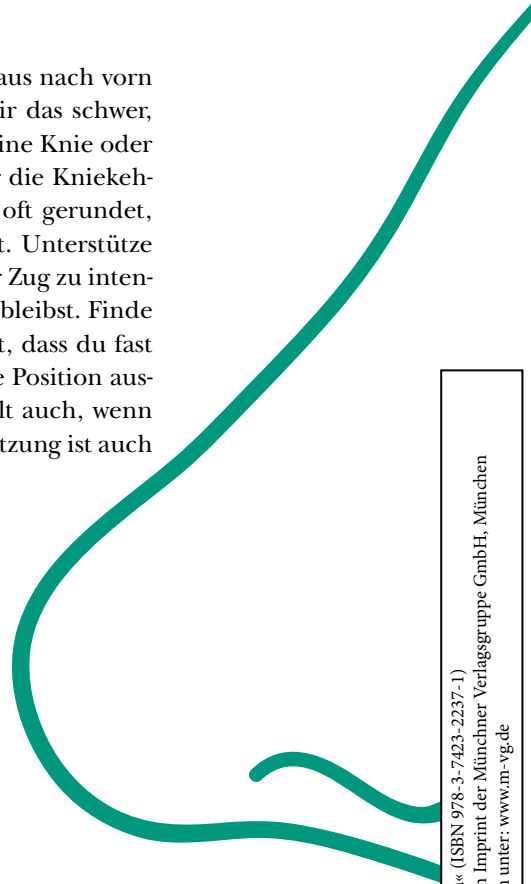 aus nach vorn
ir das schwer,
ine Knie oder
die Kniekeh-
oft gerundet,
t. Unterstütze
Zug zu inten-
bleibst. Finde
t, dass du fast
e Position aus-
lt auch, wenn
tzung ist auch
« (ISBN 978-3-7423-2237-1)
n Imprint der Münchner Verlagsgruppe GmbH, München
unter: www.m-vg.de